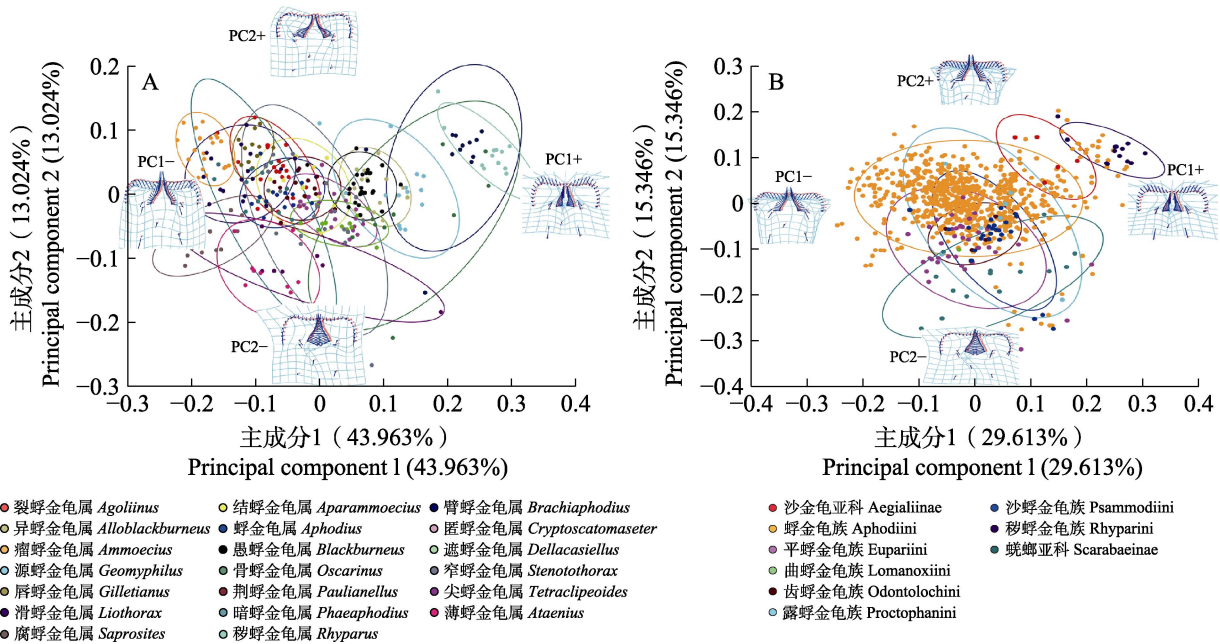 A
PC2+
PC1−
PC1+
PC2−
0.2
0.1
0
−0.1
−0.2
−0.3
−0.3
−0.2
−0.1
0
0.1
0.2
0.3
0.4
主成分2（13.024%）
Principal component 2 (13.024%)
主成分1（43.963%）
Principal component 1 (43.963%)
B
PC2+
PC1−
PC1+
PC2−
0.3
0.2
0.1
0
−0.1
−0.2
−0.3
−0.4
−0.4
−0.3
−0.2
−0.1
0
0.1
0.2
0.3
0.4
主成分2（15.346%）
Principal component 2 (15.346%)
主成分1（29.613%）
Principal component 1 (29.613%)
裂蜉金龟属 Agoliinus
异蜉金龟属 Alloblackburneus
瘤蜉金龟属 Ammoecius
源蜉金龟属 Geomyphilus
唇蜉金龟属 Gilletianus
滑蜉金龟属 Liothorax
腐蜉金龟属 Saprosites
结蜉金龟属 Aparammoecius
蜉金龟属 Aphodius
愚蜉金龟属 Blackburneus
骨蜉金龟属 Oscarinus
荆蜉金龟属 Paulianellus
暗蜉金龟属 Phaeaphodius
秽蜉金龟属 Rhyparus
臂蜉金龟属 Brachiaphodius
匿蜉金龟属 Cryptoscatomaseter
遮蜉金龟属 Dellacasiellus
窄蜉金龟属 Stenotothorax
尖蜉金龟属 Tetraclipeoides
薄蜉金龟属 Ataenius
沙金龟亚科 Aegialiinae
蜉金龟族 Aphodiini
平蜉金龟族 Eupariini
曲蜉金龟族 Lomanoxiini
齿蜉金龟族 Odontolochini
露蜉金龟族 Proctophanini
沙蜉金龟族 Psammodiini
秽蜉金龟族 Rhyparini
蜣螂亚科 Scarabaeinae